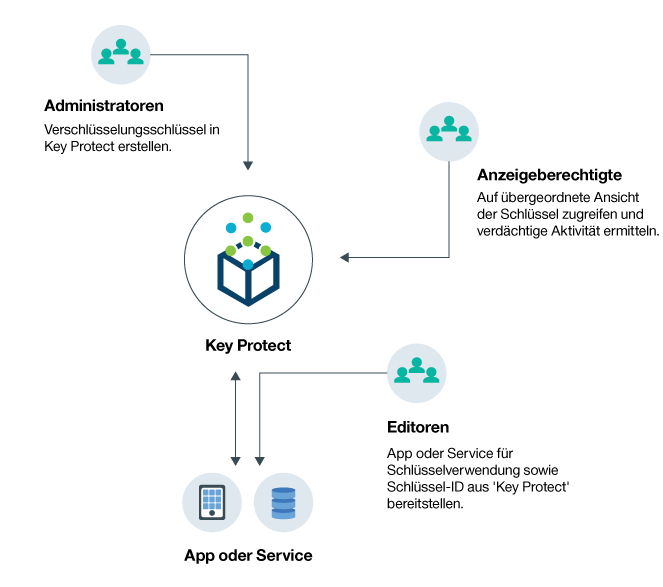 Administratoren
Verschlüsselungsschlüssel in
Key Protect erstellen.
Anzeigeberechtigte
Auf übergeordnete Ansicht
der Schlüssel zugreifen und
verdächtige Aktivität ermitteln.
Key Protect
Editoren
App oder Service für
Schlüsselverwendung sowie
Schlüssel-ID aus 'Key Protect'
bereitstellen.
App oder Service